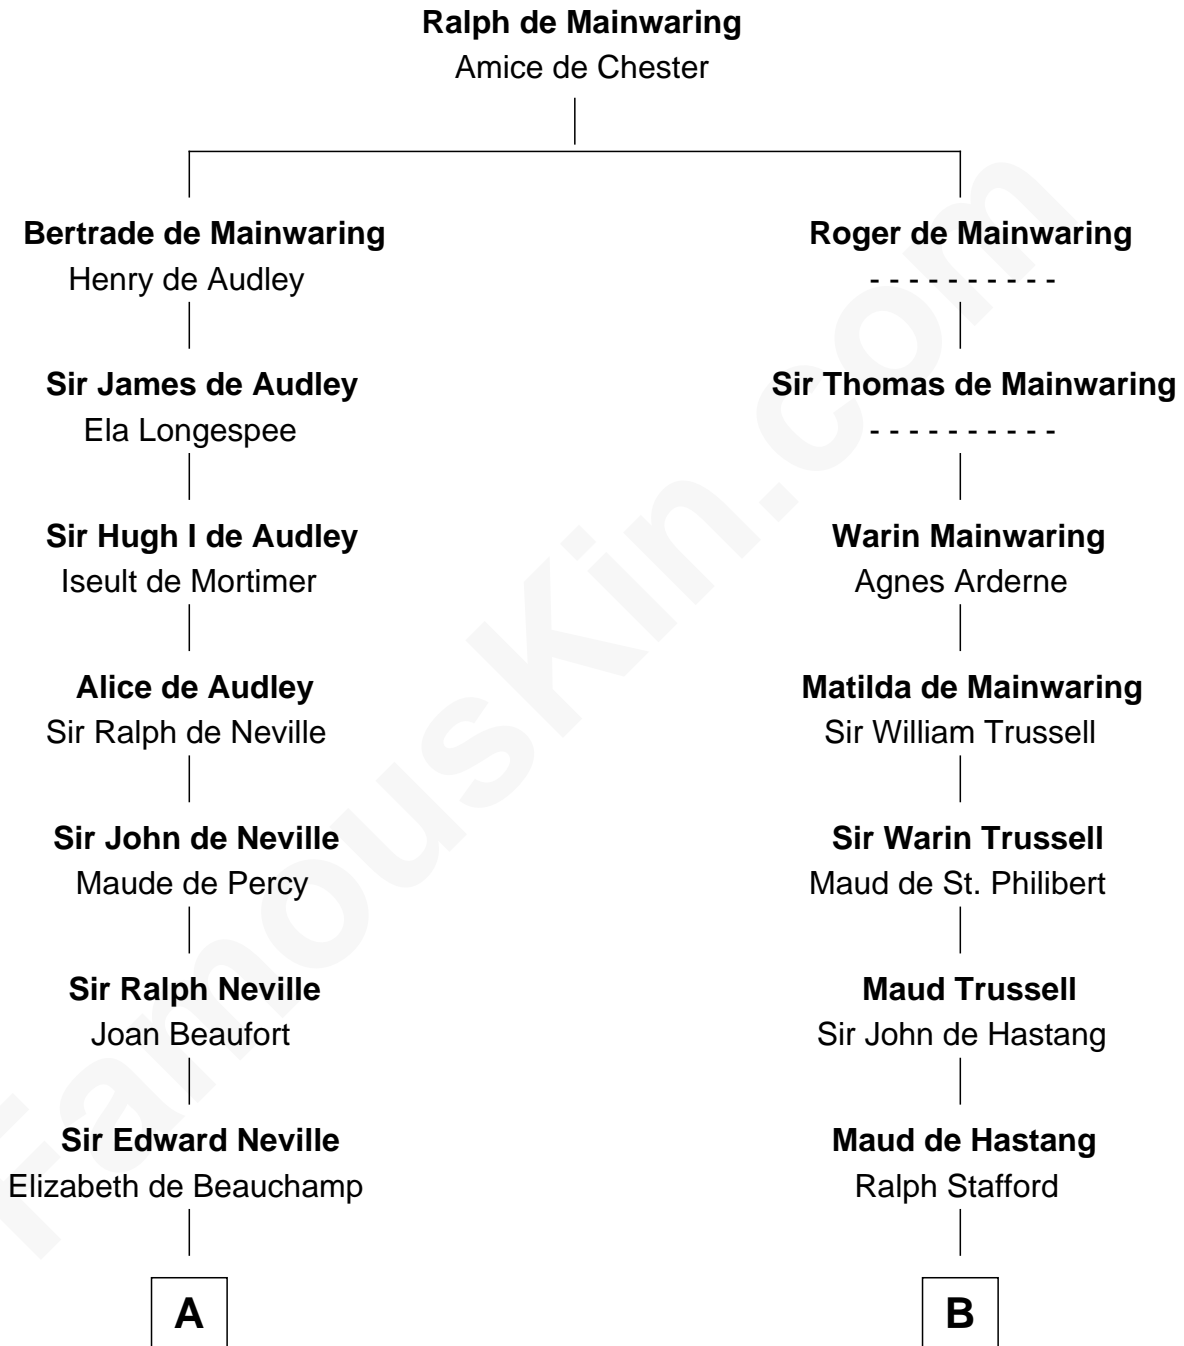 Ralph de Mainwaring
Amice de Chester
Bertrade de Mainwaring
Henry de Audley
Roger de Mainwaring
- - - - - - - - - -
Sir James de Audley
Ela Longespee
Sir Thomas de Mainwaring
- - - - - - - - - -
Sir Hugh I de Audley
Iseult de Mortimer
Warin Mainwaring
Agnes Arderne
Alice de Audley
Sir Ralph de Neville
Matilda de Mainwaring
Sir William Trussell
Sir John de Neville
Maude de Percy
Sir Warin Trussell
Maud de St. Philibert
Sir Ralph Neville
Joan Beaufort
Maud Trussell
Sir John de Hastang
Sir Edward Neville
Elizabeth de Beauchamp
Maud de Hastang
Ralph Stafford
A
B
FamousKin.com